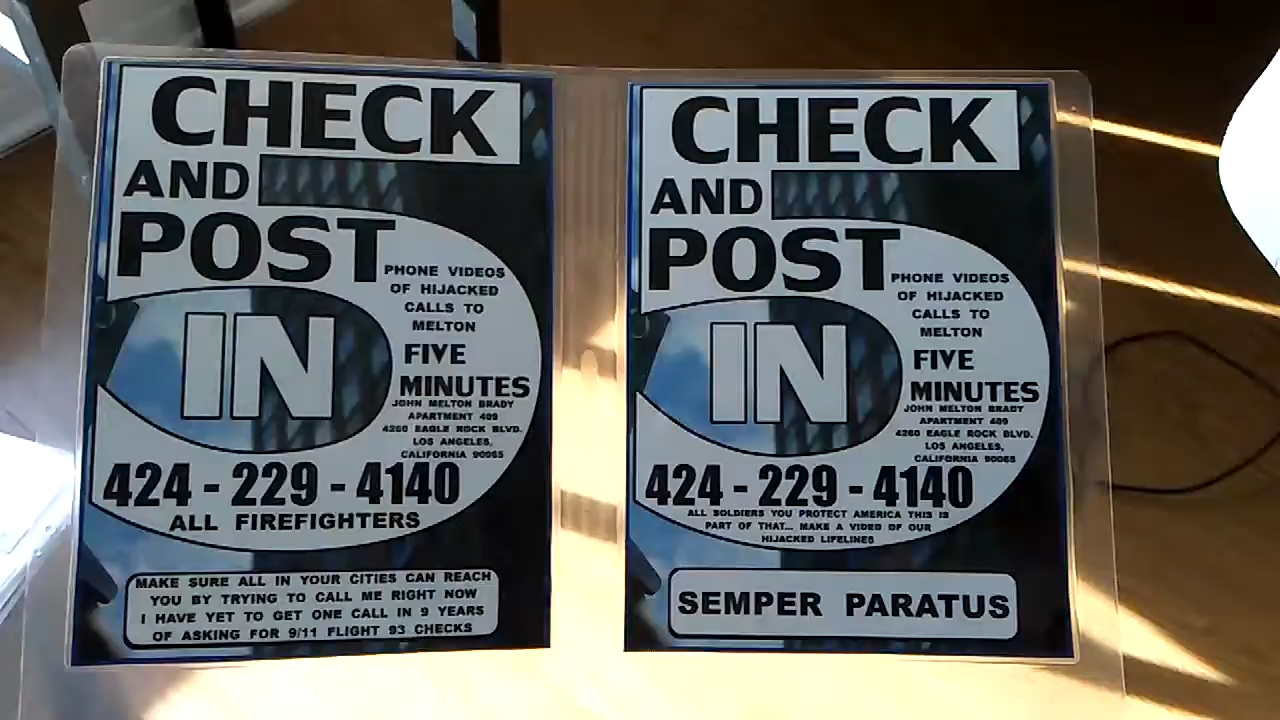 CHECK
AND
POST
PHONE VIDEOS
OF HIJACKED
CALLS TO
MELTON
IN
FIVE
MINUTES
JOHN MELTON BRADY
APARTMENT 409
4260 EAGLE ROCK BLVD.
LOS ANGELES,
CALIFORNIA 90065
424 - 229 - 4140
ALL FIREFIGHTERS
MAKE SURE ALL IN YOUR CITIES CAN REACH
YOU BY TRYING TO CALL ME RIGHT NOW
I HAVE YET TO GET ONE CALL IN 9 YEARS
OF ASKING FOR 9/11 FLIGHT 93 CHECKS
CHECK
AND
POST
PHONE VIDEOS
OF HIJACKED
CALLS TO
MELTON
IN
FIVE
MINUTES
JOHN MELTON BRADY
APARTMENT 409
4260 EAGLE ROCK BLVD.
LOS ANGELES,
CALIFORNIA 90065
424 - 229 - 4140
ALL SOLDIERS YOU PROTECT AMERICA THIS IS
PART OF THAT... MAKE A VIDEO OF OUR
HIJACKED LIFELINES
SEMPER PARATUS